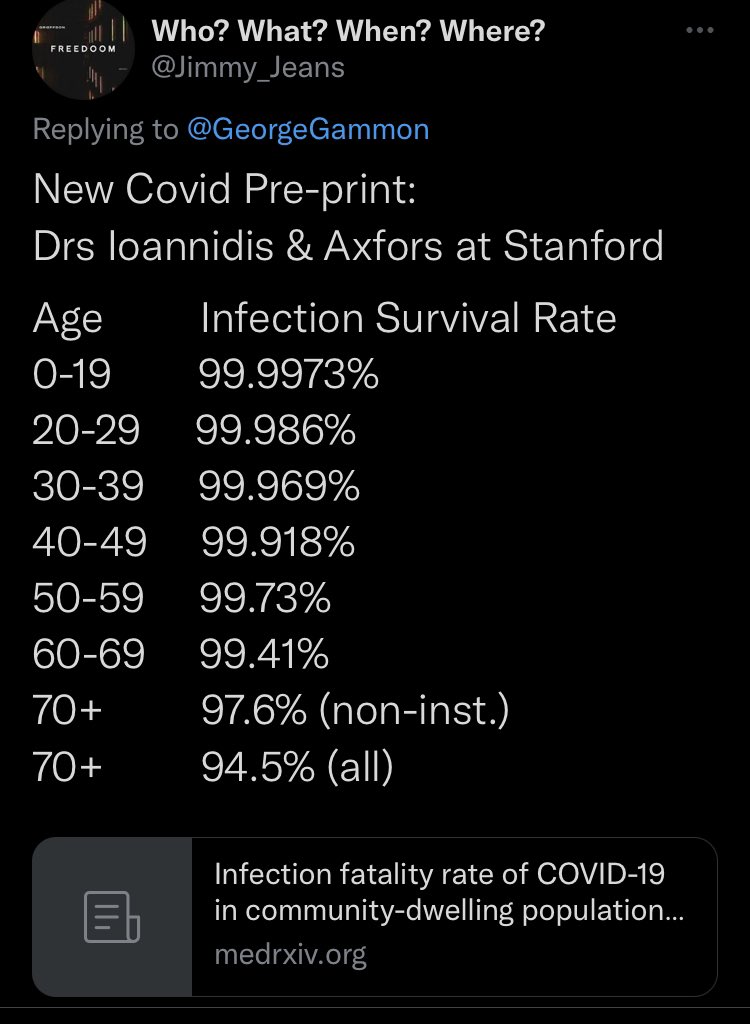 GROFFOON
FREEDOOM
Who? What? When? Where?
@Jimmy_Jeans
Replying to @GeorgeGammon
New Covid Pre-print:
Drs Ioannidis & Axfors at Stanford
Age Infection Survival Rate
0-19 99.9973%
20-29 99.986%
30-39 99.969%
40-49 99.918%
50-59 99.73%
60-69 99.41%
70+ 97.6% (non-inst.)
70+ 94.5% (all)
Infection fatality rate of COVID-19
in community-dwelling population...
medrxiv.org